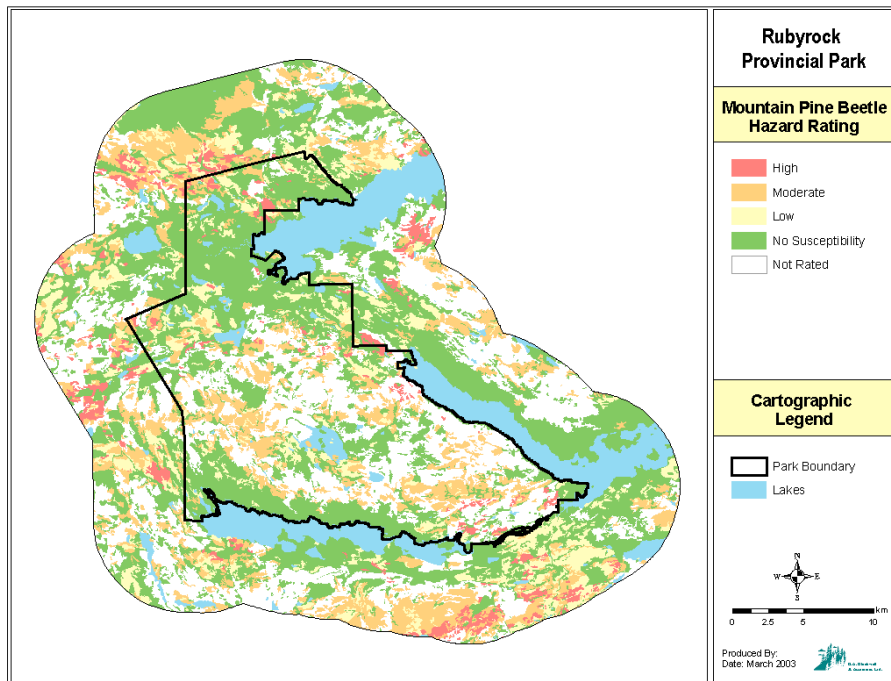 Rubyrock
Provincial Park
Mountain Pine Beetle
Hazard Rating
High
Moderate
Low
No Susceptibility
Not Rated
Cartographic
Legend
Park Boundary
Lakes
N
W E
S
km
0 2.5 5 10
Produced By:
Date: March 2003